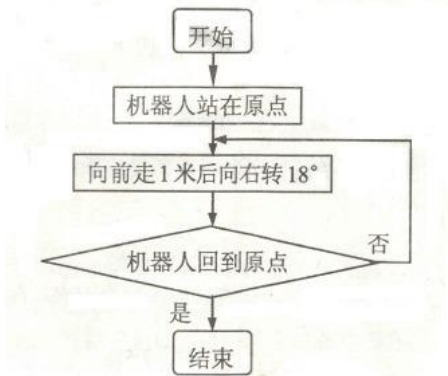 开始
机器人站在原点
向前走1米后向右转18°
机器人回到原点
否
是
结束